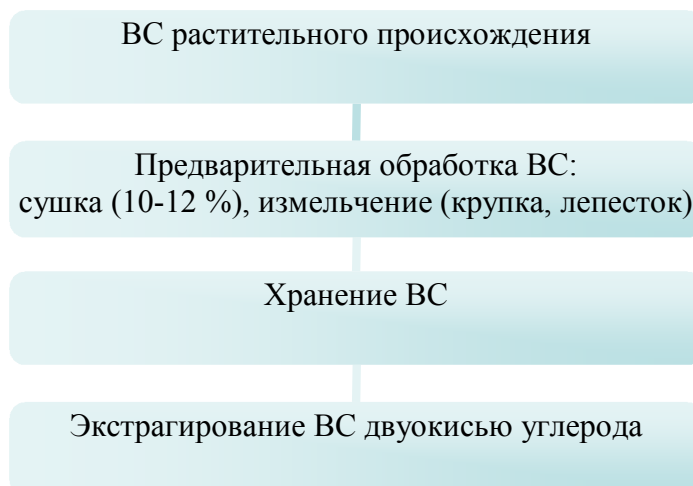 ВС растительного происхождения
Предварительная обработка ВС:
сушка (10-12 %), измельчение (крупка, лепесток)
Хранение ВС
Экстрагирование ВС двуокисью углерода